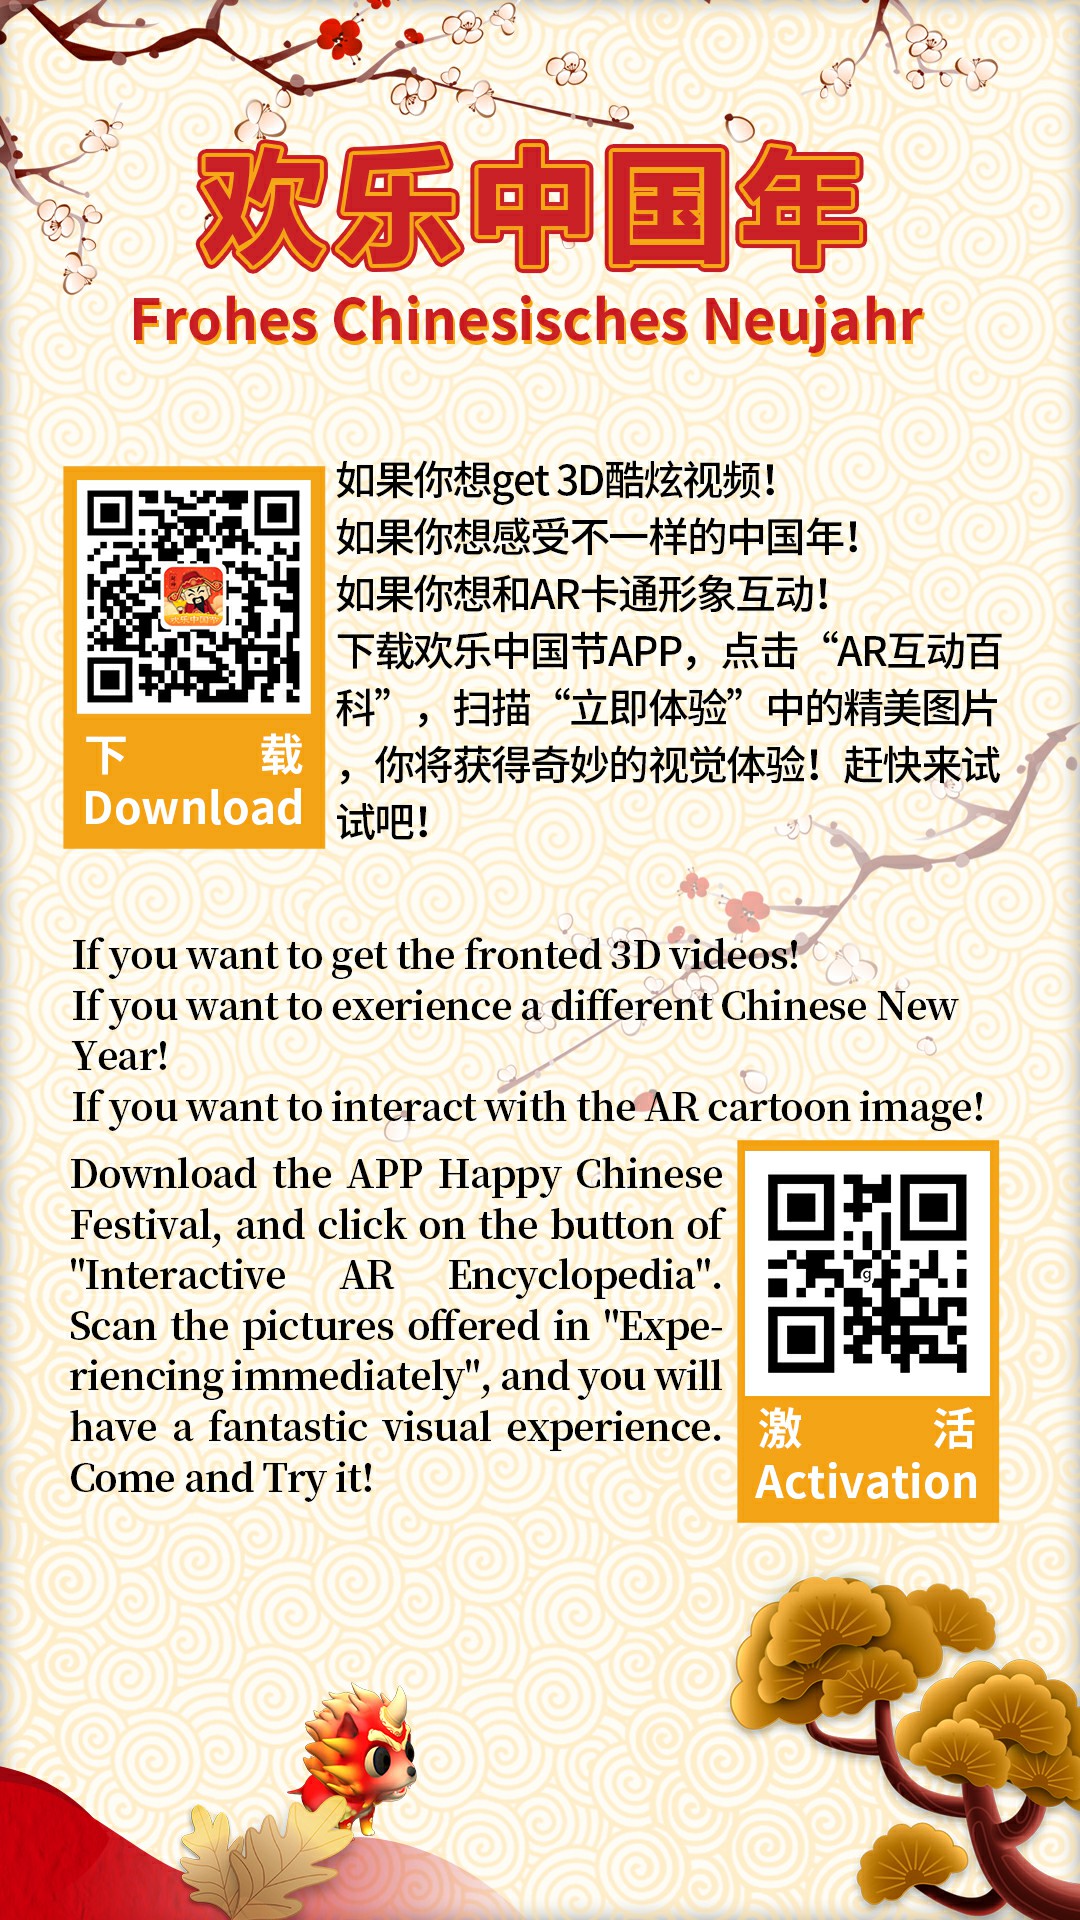 欢乐中国年
Frohes Chinesisches Neujahr
如果你想get 3D酷炫视频！
如果你想感受不一样的中国年！
如果你想和AR卡通形象互动！
下载欢乐中国节APP，点击“AR互动百
科”，扫描“立即体验”中的精美图片
，你将获得奇妙的视觉体验！赶快来试
试吧！
欢乐中国节
下 载
Download
If you want to get the fronted 3D videos!
If you want to exerience a different Chinese New
Year!
If you want to interact with the AR cartoon image!
Download the APP Happy Chinese
Festival, and click on the button of
"Interactive AR Encyclopedia".
Scan the pictures offered in "Expe-
riencing immediately", and you will
have a fantastic visual experience.
Come and Try it!
g
激 活
Activation